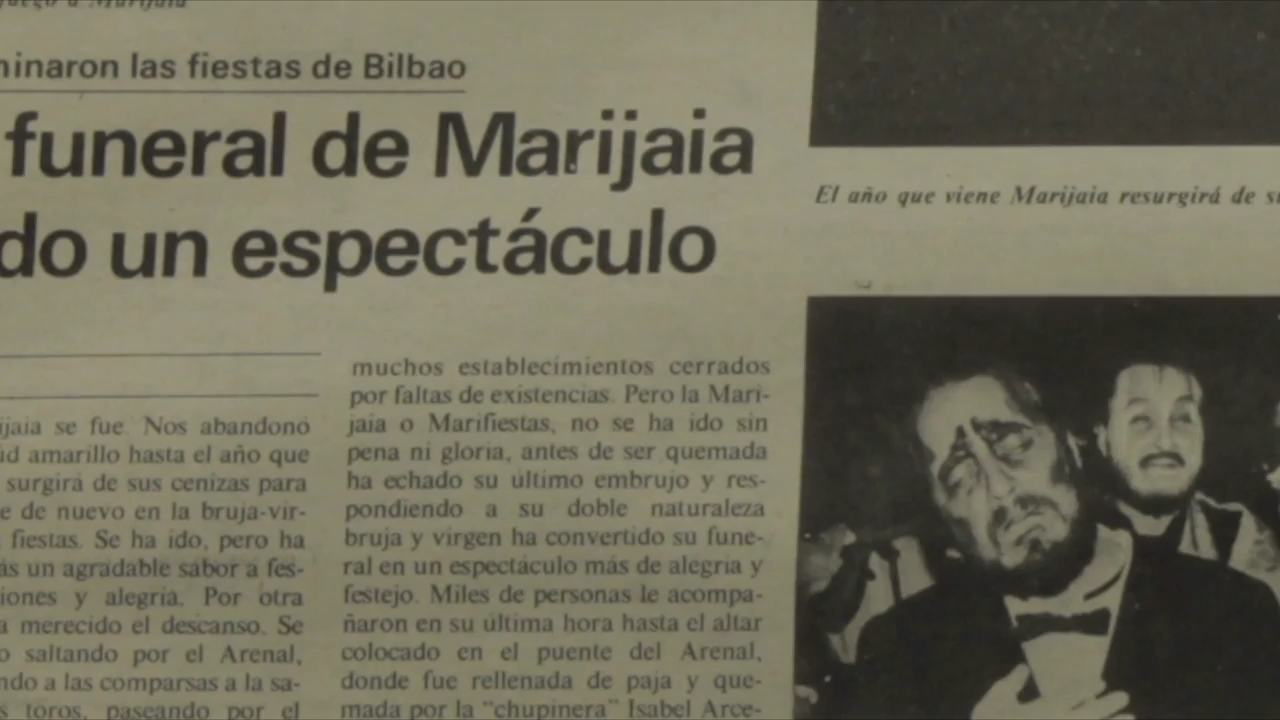 Marijaia
minaron las fiestas de Bilbao
funeral de Marijaia
do un espectáculo
ijaia se fue. Nos abandonó
úd amarillo hasta el año que
surgirá de sus cenizas para
e de nuevo en la bruja-vir-
fiestas. Se ha ido, pero ha
ás un agradable sabor a fes-
iones y alegría. Por otra
a merecido el descanso. Se
o saltando por el Arenal,
ndo a las comparsas a la sa-
s toros, paseando por el
muchos establecimientos cerrados
por faltas de existencias. Pero la Mari-
jaia o Marifiestas, no se ha ido sin
pena ni gloria, antes de ser quemada
ha echado su último embrujo y res-
pondiendo a su doble naturaleza
bruja y virgen ha convertido su fune-
ral en un espectáculo más de alegría y
festejo. Miles de personas le acompa-
ñaron en su última hora hasta el altar
colocado en el puente del Arenal,
donde fue rellenada de paja y que-
mada por la "chupinera" Isabel Arce-
El año que viene Marijaia resurgirá de s